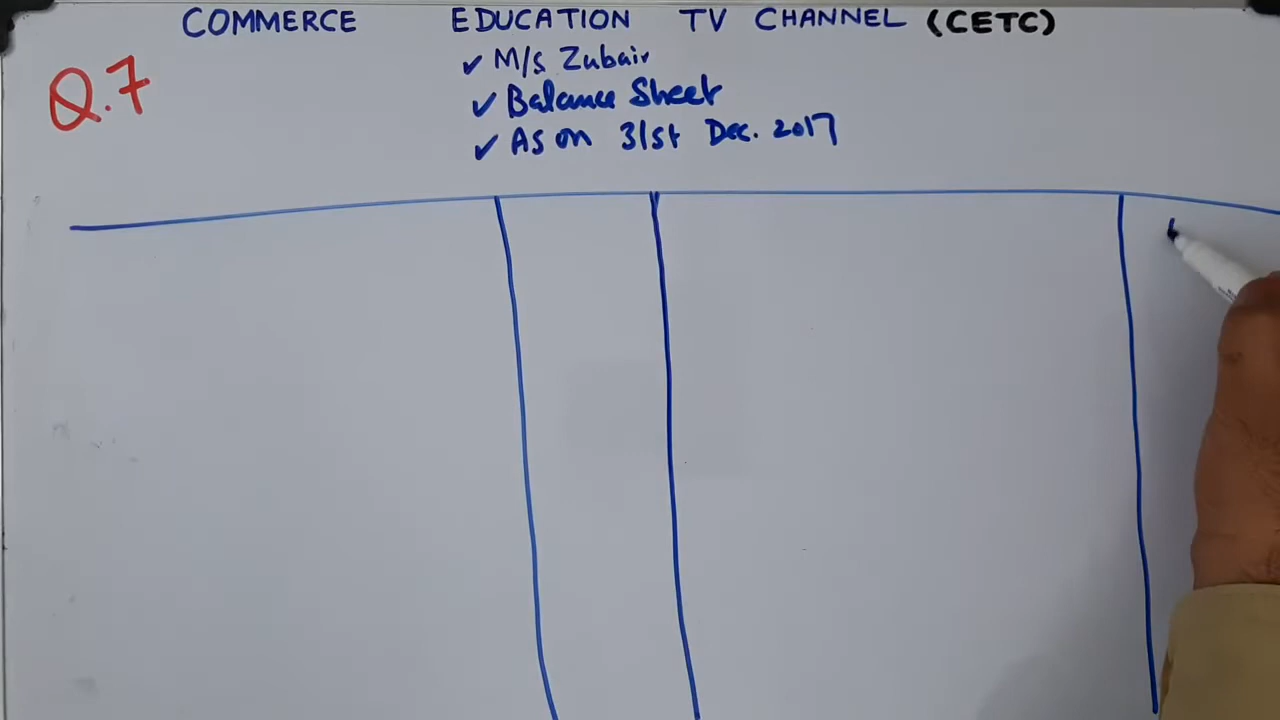 COMMERCE EDUCATION TV CHANNEL (CETC)
Q.7
✓ M/s Zubair
✓ Balance Sheet
✓ As on 31st Dec. 2017